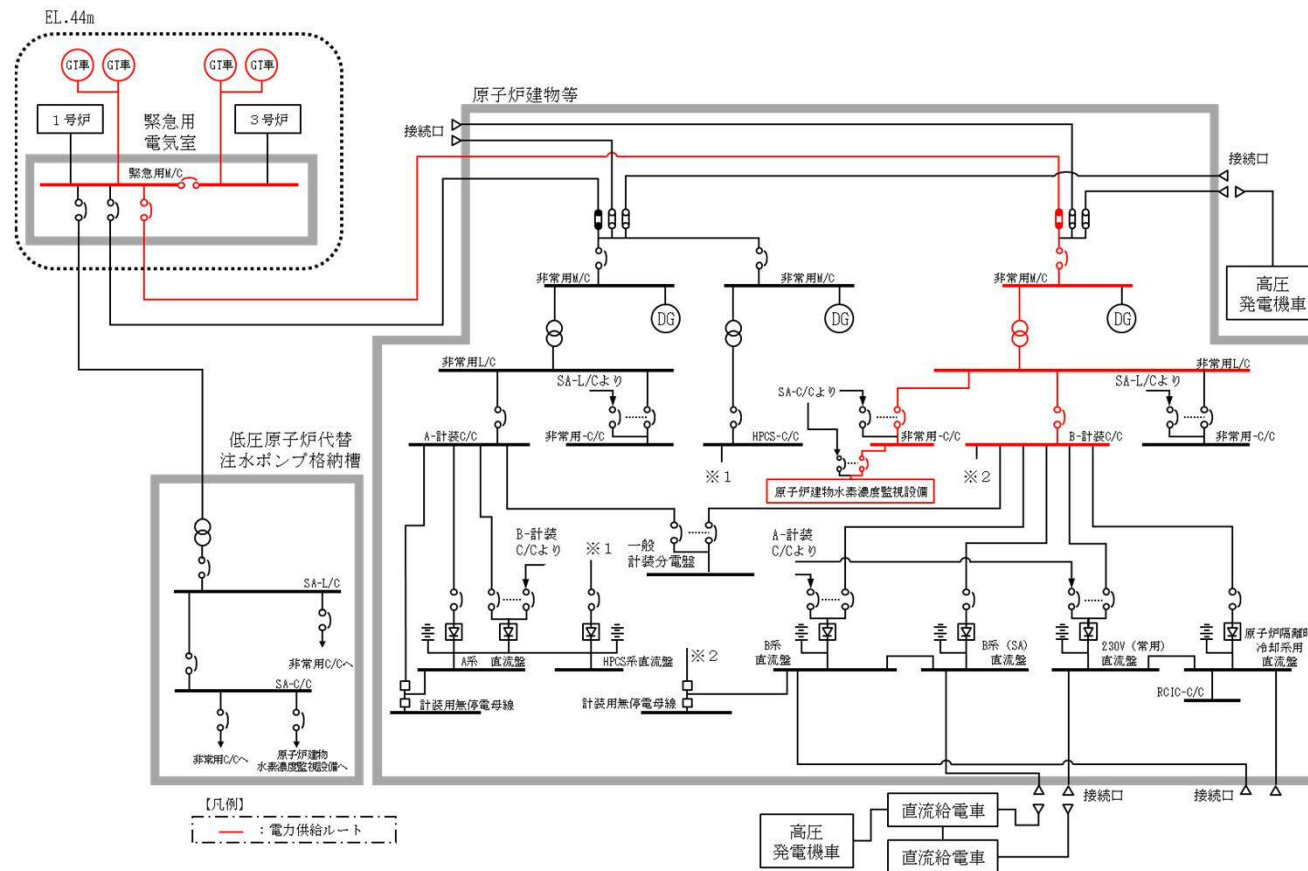 EL.44m
GT車
GT車
GT車
GT車
1号炉
緊急用
電気室
3号炉
緊急用M/C
原子炉建物等
接続口
接続口
高圧
発電機車
非常用M/C
非常用M/C
非常用M/C
DG
DG
DG
非常用L/C
非常用L/C
SA-L/Cより
SA-C/Cより
SA-L/Cより
A-計装C/C
非常用-C/C
HPCS-C/C
非常用-C/C
B-計装C/C
非常用-C/C
※1
※2
原子炉建物水素濃度監視設備
低圧原子炉代替
注水ポンプ格納槽
SA-L/C
非常用C/Cへ
SA-C/C
非常用C/Cへ
原子炉建物
水素濃度監視設備へ
B-計装
C/Cより
※1
一般
計装分電盤
A-計装
C/Cより
A系 直流盤
HPCS系直流盤
※2
B系
直流盤
B系 (SA)
直流盤
230V (常用)
直流盤
原子炉隔離時
冷却系用
直流盤
計装用無停電母線
計装用無停電母線
RCIC-C/C
接続口
接続口
高圧
発電機車
直流給電車
直流給電車
【凡例】
：電力供給ルート